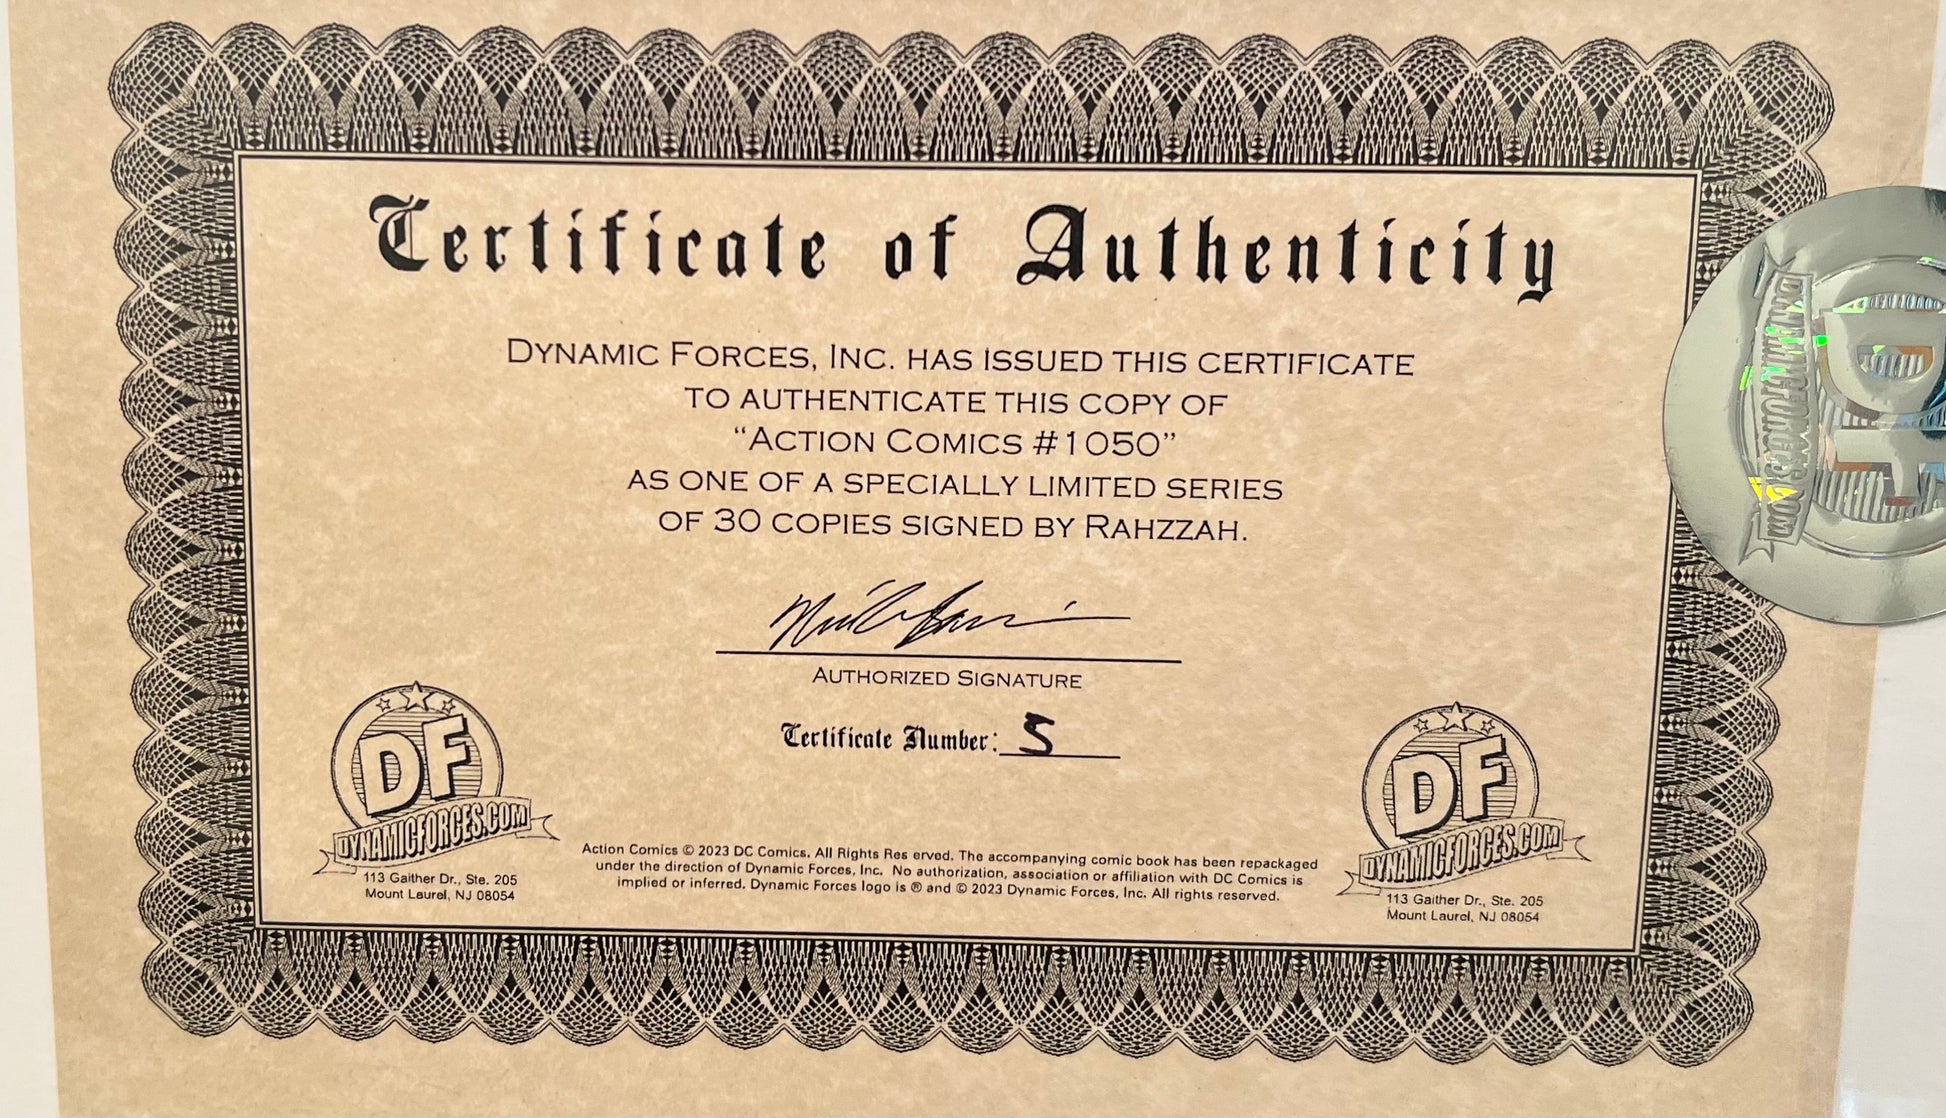 Certificate of Authenticity
DYNAMIC FORCES, INC. HAS ISSUED THIS CERTIFICATE
TO AUTHENTICATE THIS COPY OF
“ACTION COMICS #1050”
AS ONE OF A SPECIALLY LIMITED SERIES
OF 30 COPIES SIGNED BY RAHZZAH.
AUTHORIZED SIGNATURE
Certificate Number: 5
DF
DYNAMICFORCES.COM
113 Gaither Dr., Ste. 205
Mount Laurel, NJ 08054
Action Comics © 2023 DC Comics. All Rights Res erved. The accompanying comic book has been repackaged
under the direction of Dynamic Forces, Inc. No authorization, association or affiliation with DC Comics is
implied or inferred. Dynamic Forces logo is ® and © 2023 Dynamic Forces, Inc. All rights reserved.
DF
DYNAMICFORCES.COM
113 Gaither Dr., Ste. 205
Mount Laurel, NJ 08054
DF
DYNAMICFORCES.COM